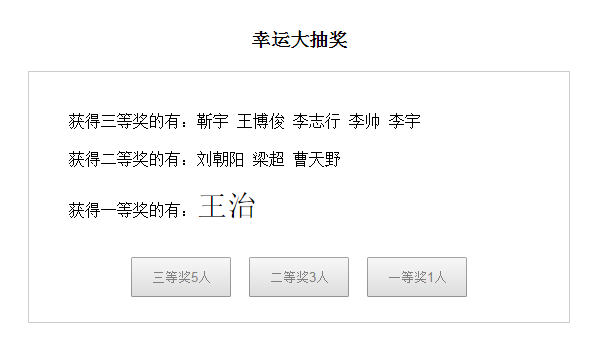 幸运大抽奖
获得三等奖的有：靳宇 王博俊 李志行 李帅 李宇
获得二等奖的有：刘朝阳 梁超 曹天野
获得一等奖的有：王治
三等奖5人 二等奖3人 一等奖1人